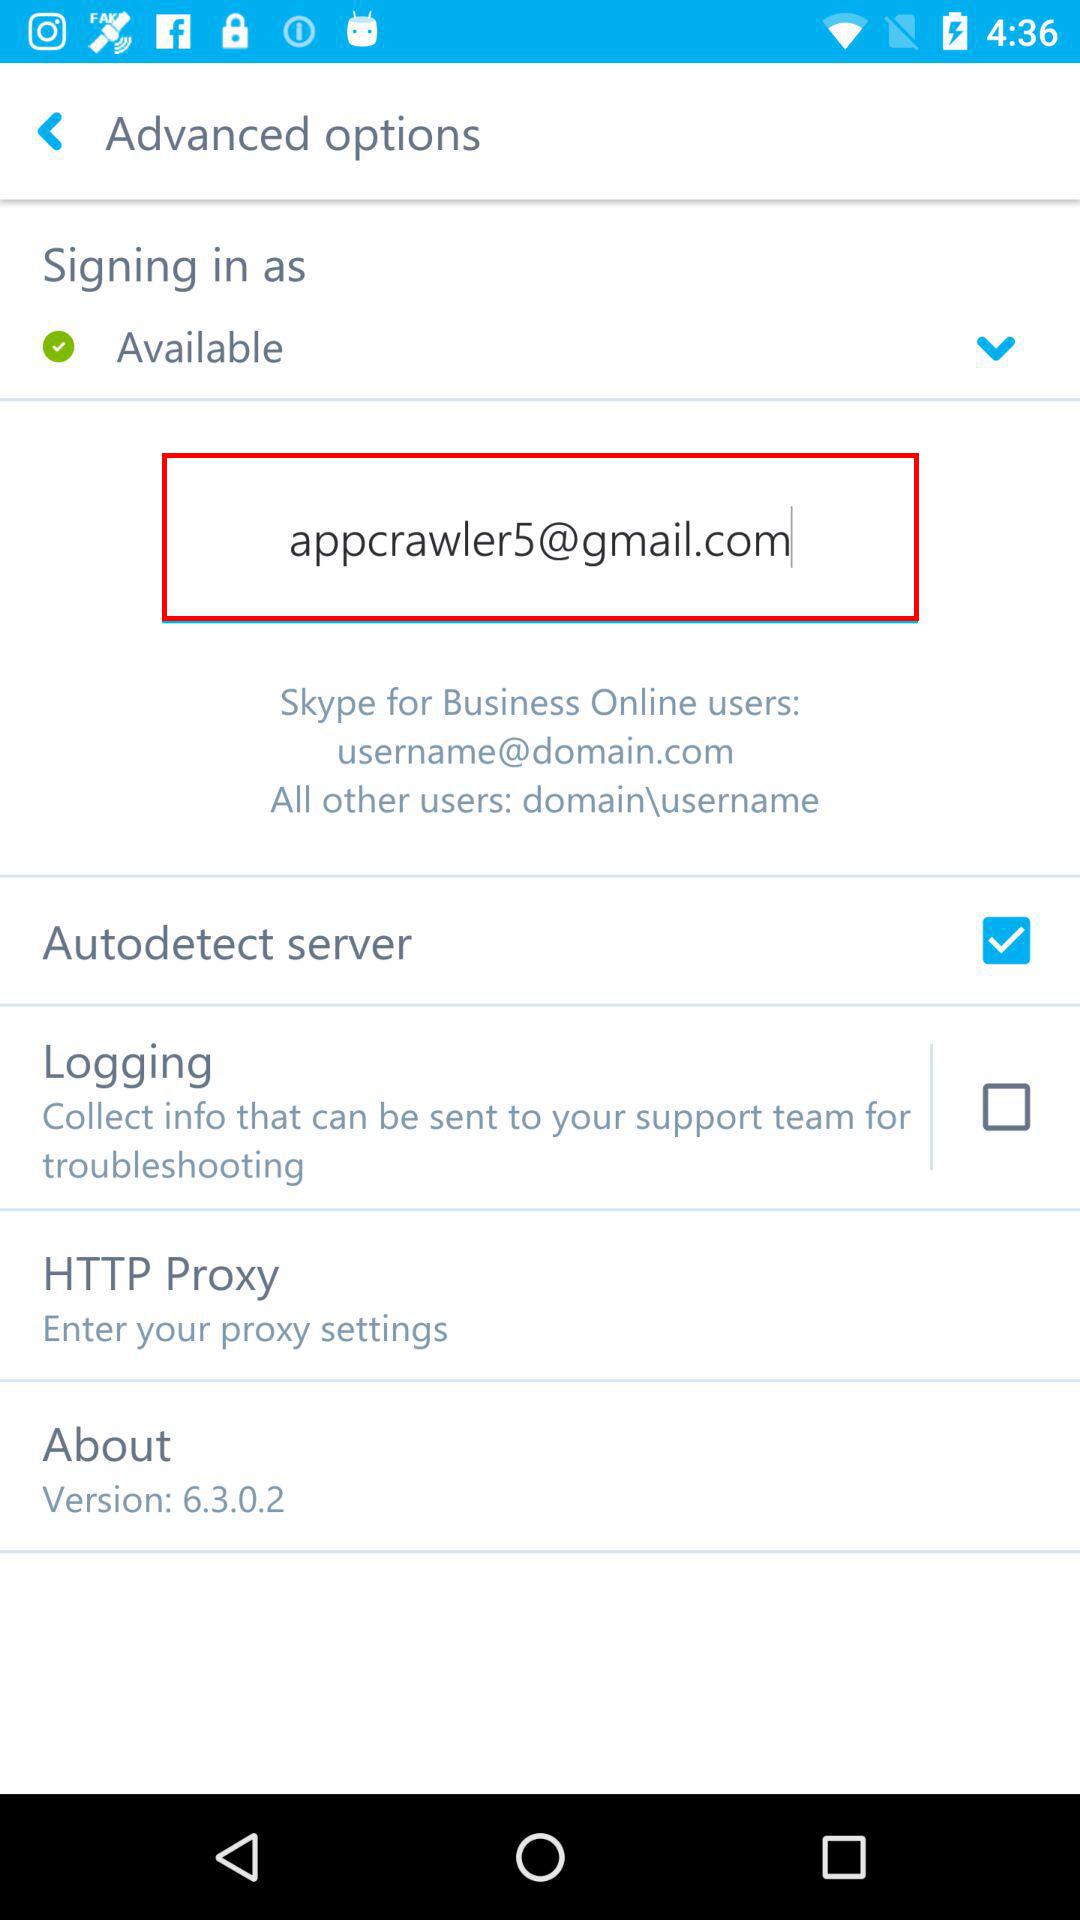 FAKE
4:36
Advanced options
Signing in as
Available
appcrawler5@gmail.com
Skype for Business Online users:
username@domain.com
All other users: domain\username
Autodetect server
Logging
Collect info that can be sent to your support team for
troubleshooting
HTTP Proxy
Enter your proxy settings
About
Version: 6.3.0.2